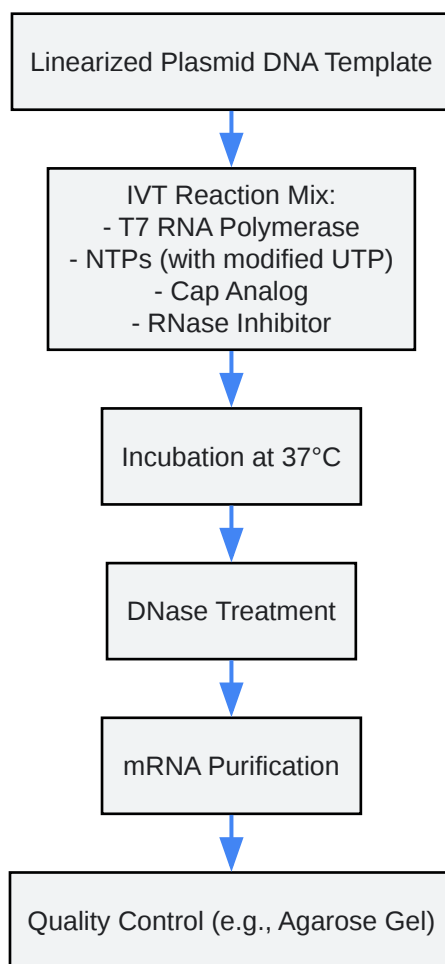 Linearized Plasmid DNA Template
IVT Reaction Mix:
- T7 RNA Polymerase
- NTPs (with modified UTP)
- Cap Analog
- RNase Inhibitor
Incubation at 37°C
DNase Treatment
mRNA Purification
Quality Control (e.g., Agarose Gel)